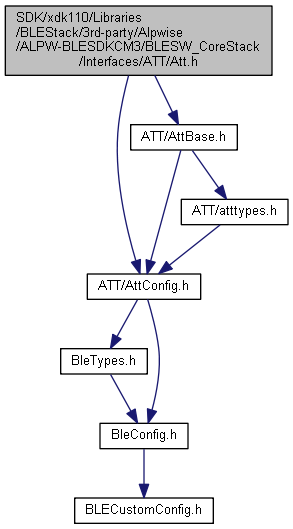 SDK/xdk110/Libraries
/BLEStack/3rd-party/Alpwise
/ALPW-BLESDKCM3/BLESW_CoreStack
/Interfaces/ATT/Att.h
ATT/AttBase.h
ATT/atttypes.h
ATT/AttConfig.h
BleTypes.h
BleConfig.h
BLECustomConfig.h